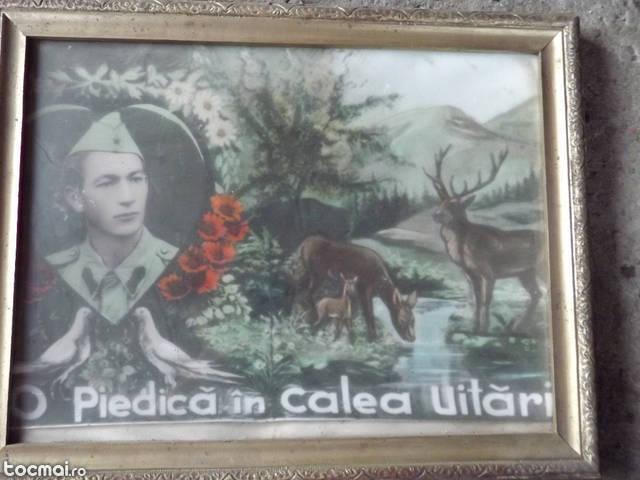 O Piedică în Calea Uitări
tocmai.ro